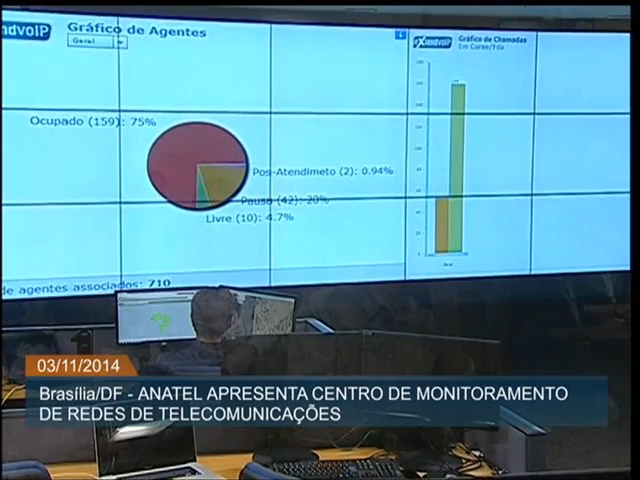 Gráfico de Agentes
Geral
Ocupado (159): 75%
Pos-Atendimeto (2): 0.94%
Pausa (42): 20%
Livre (10): 4.7%
de agentes associados: 710
Gráfico de Chamadas
Em Curso/Fila
Geral
03/11/2014
Brasília/DF - ANATEL APRESENTA CENTRO DE MONITORAMENTO
DE REDES DE TELECOMUNICAÇÕES